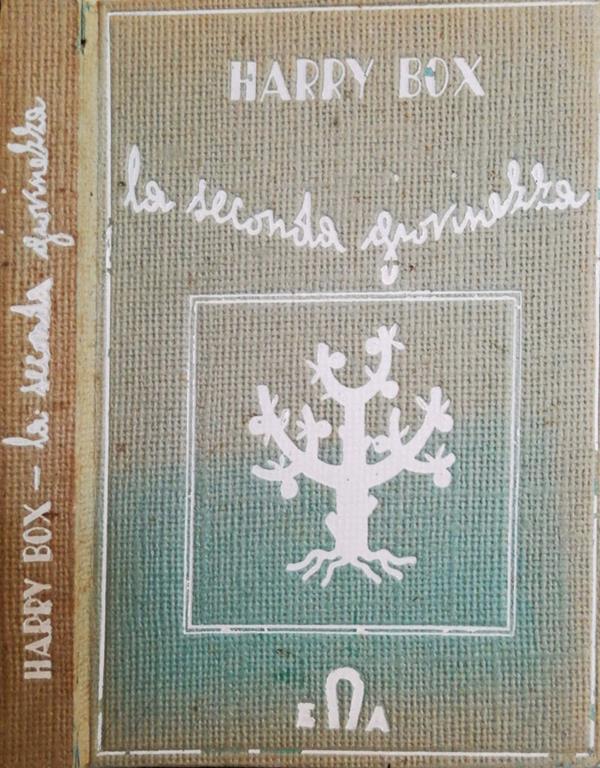 HARRY BOX
la seconda giovinezza
E Ω A
HARRY BOX – la seconda giovinezza